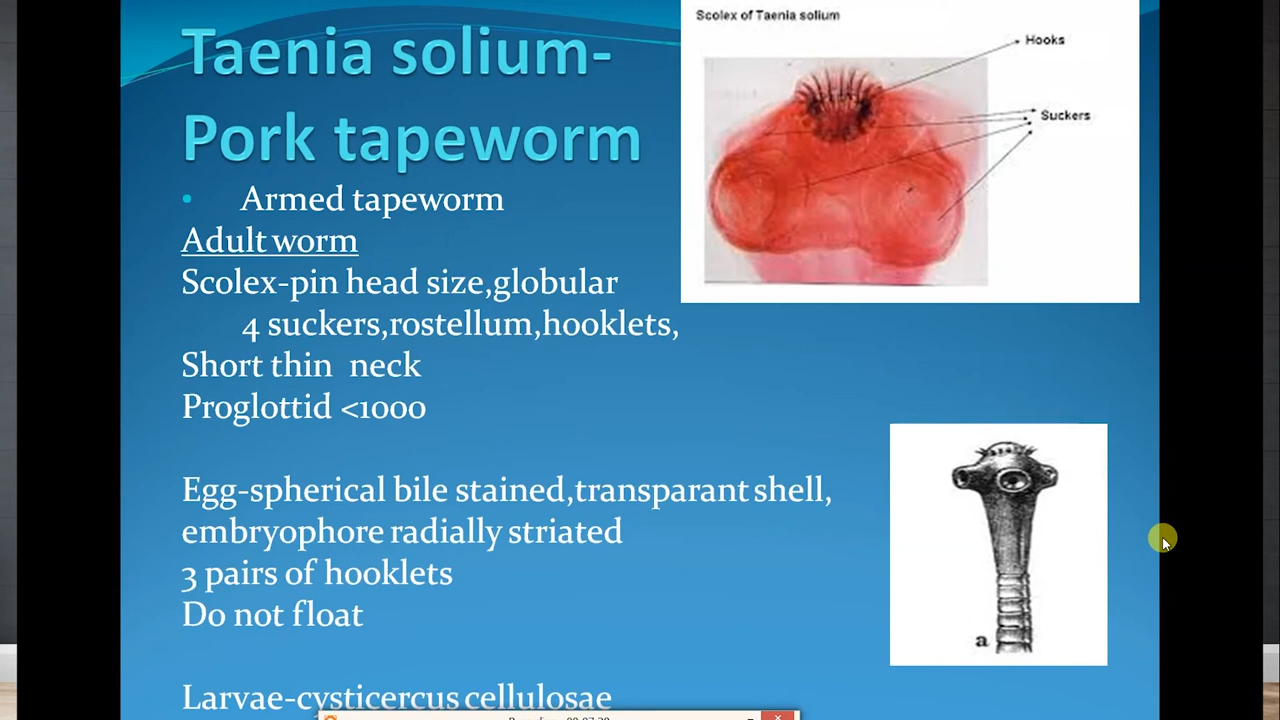 Taenia solium-
Pork tapeworm
• Armed tapeworm
Adult worm
Scolex-pin head size,globular
4 suckers,rostellum,hooklets,
Short thin neck
Proglottid <1000
Egg-spherical bile stained,transparant shell,
embryophore radially striated
3 pairs of hooklets
Do not float
Larvae-cysticercus cellulosae
Scolex of Taenia solium
Hooks
Suckers
a